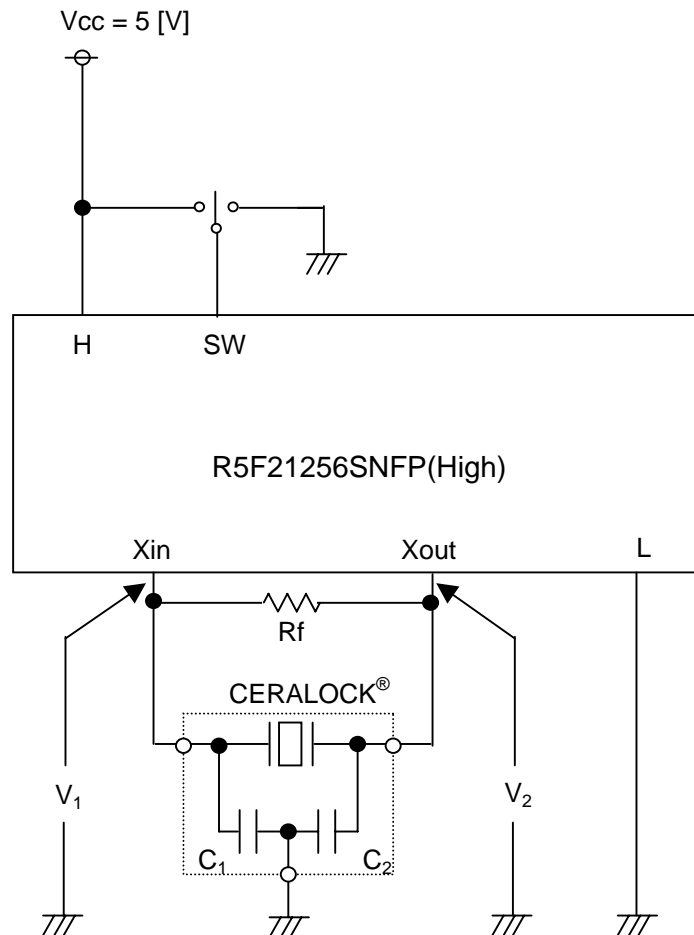 Vcc = 5 [V]
H
SW
R5F21256SNFP(High)
Xin
Xout
L
Rf
CERALOCK®
V1
V2
C1
C2